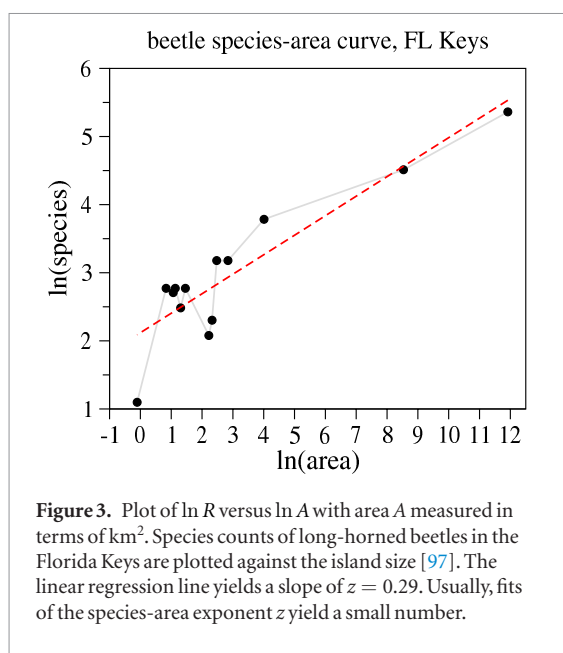 beetle species-area curve, FL Keys
6
5
4
3
2
1
ln(species)
-1 0 1 2 3 4 5 6 7 8 9 10 11 12
ln(area)
Figure 3. Plot of ln R versus ln A with area A measured in
terms of km². Species counts of long-horned beetles in the
Florida Keys are plotted against the island size [97]. The
linear regression line yields a slope of z = 0.29. Usually, fits
of the species-area exponent z yield a small number.